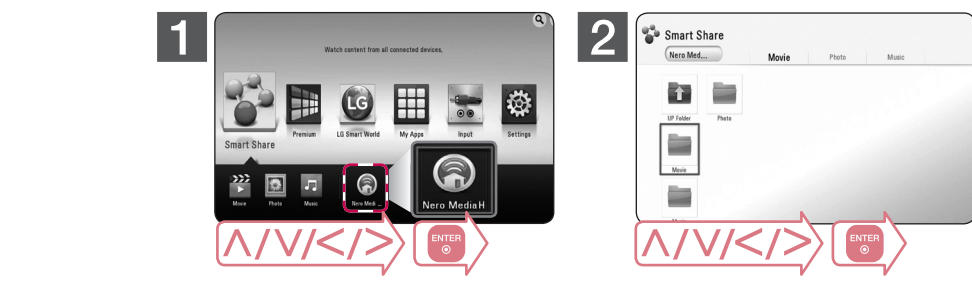 1
Watch content from all connected devices.
LG
Premium
LG Smart World
My Apps
Input
Settings
Smart Share
Movie
Photo
Music
Nero Medi ...
Nero MediaH
ENTER
2
Smart Share
Nero Med...
Movie
Photo
Music
UP Folder
Photo
Movie
ENTER